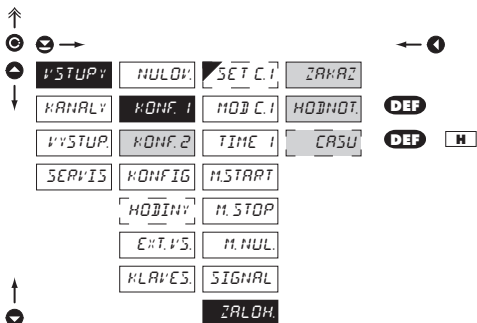 VSTUPY NULOV. SET C.1 ZAKAZ
KANALY KONF. 1 MOD C.1 HODNOT. DEF
VYSTUP. KONF. 2 TIME 1 CASU DEF H
SERVIS KONFIG M.START
HODINY M. STOP
EXT. VS. M. NUL.
KLAVES. SIGNAL
ZALOH.